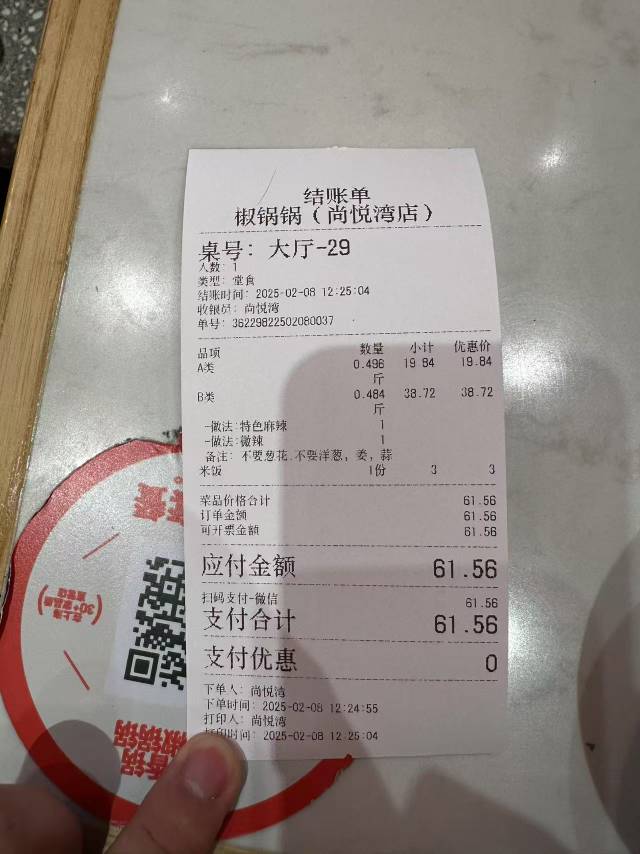 结账单
椒锅锅（尚悦湾店）
桌号：大厅-29
人数：1
类型：堂食
结账时间：2025-02-08 12:25:04
收银员：尚悦湾
单号：36229822502080037
品项 数量 小计 优惠价
A类 0.496 19.84 19.84
斤
B类 0.484 38.72 38.72
斤
-做法:特色麻辣 1
-做法:微辣 1
备注：不要葱花.不要洋葱，姜，蒜
米饭 1份 3 3
菜品价格合计 61.56
订单金额 61.56
可开票金额 61.56
应付金额 61.56
扫码支付-微信 61.56
支付合计 61.56
支付优惠 0
下单人：尚悦湾
下单时间：2025-02-08 12:24:55
打印人：尚悦湾
打印时间：2025-02-08 12:25:04
椒锅锅